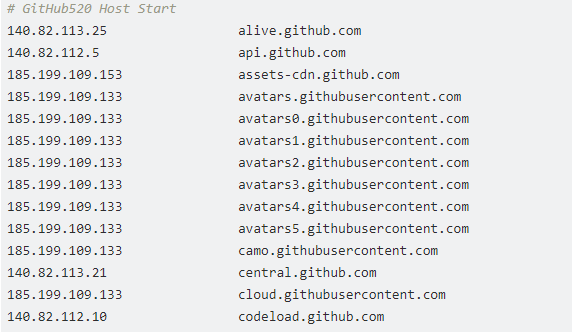 # GitHub520 Host Start
140.82.113.25 alive.github.com
140.82.112.5 api.github.com
185.199.109.153 assets-cdn.github.com
185.199.109.133 avatars.githubusercontent.com
185.199.109.133 avatars0.githubusercontent.com
185.199.109.133 avatars1.githubusercontent.com
185.199.109.133 avatars2.githubusercontent.com
185.199.109.133 avatars3.githubusercontent.com
185.199.109.133 avatars4.githubusercontent.com
185.199.109.133 avatars5.githubusercontent.com
185.199.109.133 camo.githubusercontent.com
140.82.113.21 central.github.com
185.199.109.133 cloud.githubusercontent.com
140.82.112.10 codeload.github.com